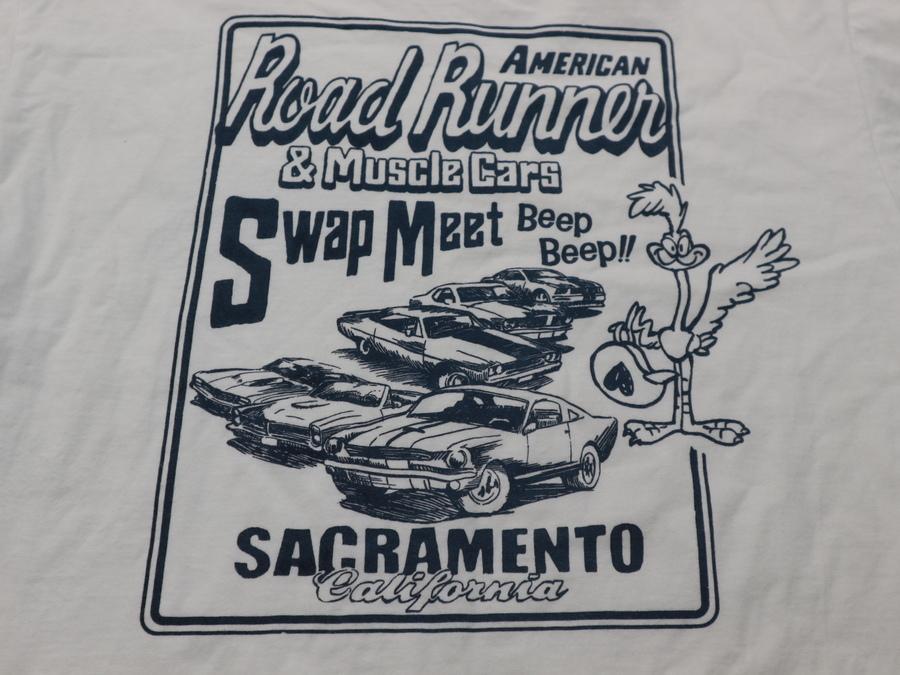 AMERICAN
Road Runner
& Muscle Cars
Swap Meet
Beep
Beep!!
SACRAMENTO
California